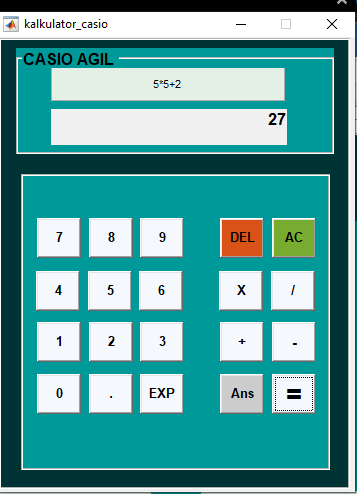 kalkulator_casio
CASIO AGIL
5*5+2
27
7 8 9 DEL AC
4 5 6 X /
1 2 3 + -
0 . EXP Ans =